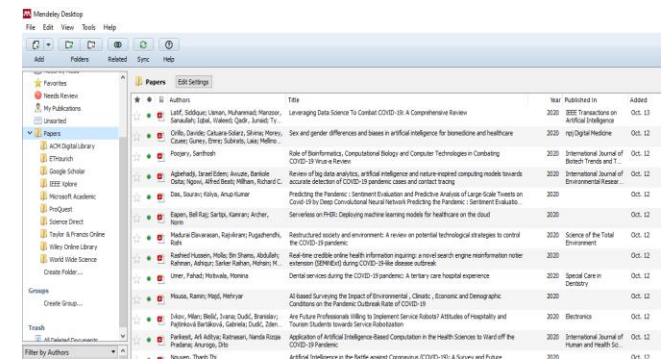 Mendeley Desktop
File Edit View Tools Help
Add Folders Related Sync Help
Favorites
Needs Review
My Publications
Unsorted
Papers
ACM Digital Library
ETHsurich
Google Scholar
IEEE Xplore
Microsoft Academic
ProQuest
Science Direct
Taylor & Francis Online
Wiley Online Library
World Wide Science
Create Folder...
Groups
Create Group...
Trash
All Deleted Documents
Filter by Authors
Papers Edit Settings
Authors Title Year Published In Added
Latif, Siddique; Usman, Muhammad; Manzoor, Leveraging Data Science To Combat COVID-19: A Comprehensive Review 2020 IEEE Transactions on Oct. 13
Sanaullah; Iqbal, Waleed; Qadir, Junaid; Ty... Artificial Intelligence
Cirillo, Davide; Catuara-Solarz, Silvina; Morey, Sex and gender differences and biases in artificial intelligence for biomedicine and healthcare 2020 npj Digital Medicine Oct. 12
Czuee; Guney, Emre; Subirats, Laia; Mellino...
Poojary, Santhosh Role of Bioinformatics, Computational Biology and Computer Technologies in Combating 2020 International Journal of Oct. 12
COVID-19 Virus-a Review Biotech Trends and T...
Agbehadji, Israel Edem; Awuzie, Bankole Review of big data analytics, artificial intelligence and nature-inspired computing models towards 2020 International Journal of Oct. 12
Osita; Ngowi, Alfred Beati; Millham, Richard C. accurate detection of COVID-19 pandemic cases and contact tracing Environmental Resear...
Das, Sourav; Kolya, Anup Kumar Predicting the Pandemic : Sentiment Evaluation and Predictive Analysis of Large-Scale Tweets on 2020 Oct. 12
Covid-19 by Deep Convolutional Neural Network Predicting the Pandemic : Sentiment Evaluatio...
Eapen, Bell Raj; Sartipi, Kamran; Archer, Serverless on FHIR: Deploying machine learning models for healthcare on the cloud 2020 Oct. 12
Norm
Madurai Elavarasan, Rajvikram; Pugazhendhi, Restructured society and environment: A review on potential technological strategies to control 2020 Science of the Total Oct. 12
Rishi the COVID-19 pandemic Environment
Rashed Hussein, Molla; Bin Shams, Abdullah; Real-time credible online health information inquiring: a novel search engine misinformation notifier 2020 Oct. 12
Rahman, Ashiqur; Sarker Raihan, Mohsin; M... extension (SEMiNExt) during COVID-19-like disease outbreak
Umer, Fahad; Motiwala, Momina Dental services during the COVID-19 pandemic: A tertiary care hospital experience 2020 Special Care in Oct. 12
Dentistry
Mousa, Ramin; Majd, Mehryar AI based Surveying the Impact of Environmental , Climatic , Economic and Demographic 2020 Oct. 12
Conditions on the Pandemic Outbreak Rate of COVID-19
Ivkov, Milan; Blešić, Ivana; Dudić, Branislav; Are Future Professionals Willing to Implement Service Robots? Attitudes of Hospitality and 2020 Electronics Oct. 12
Pajtinková Bartáková, Gabriela; Dudić, Zden... Tourism Students towards Service Robotization
Parikesit, Arli Aditya; Ratnasari, Nanda Rizqia Application of Artificial Intelligence-Based Computation in the Health Sciences to Ward off the 2020 International Journal of Oct. 12
Pradana; Anurogo, Dito COVID-19 Pandemic Human and Health Sc...
Nguyen, Thanh Thi Artificial Intelligence in the Battle against Coronavirus (COVID-19): A Survey and Future 2020 Oct. 12